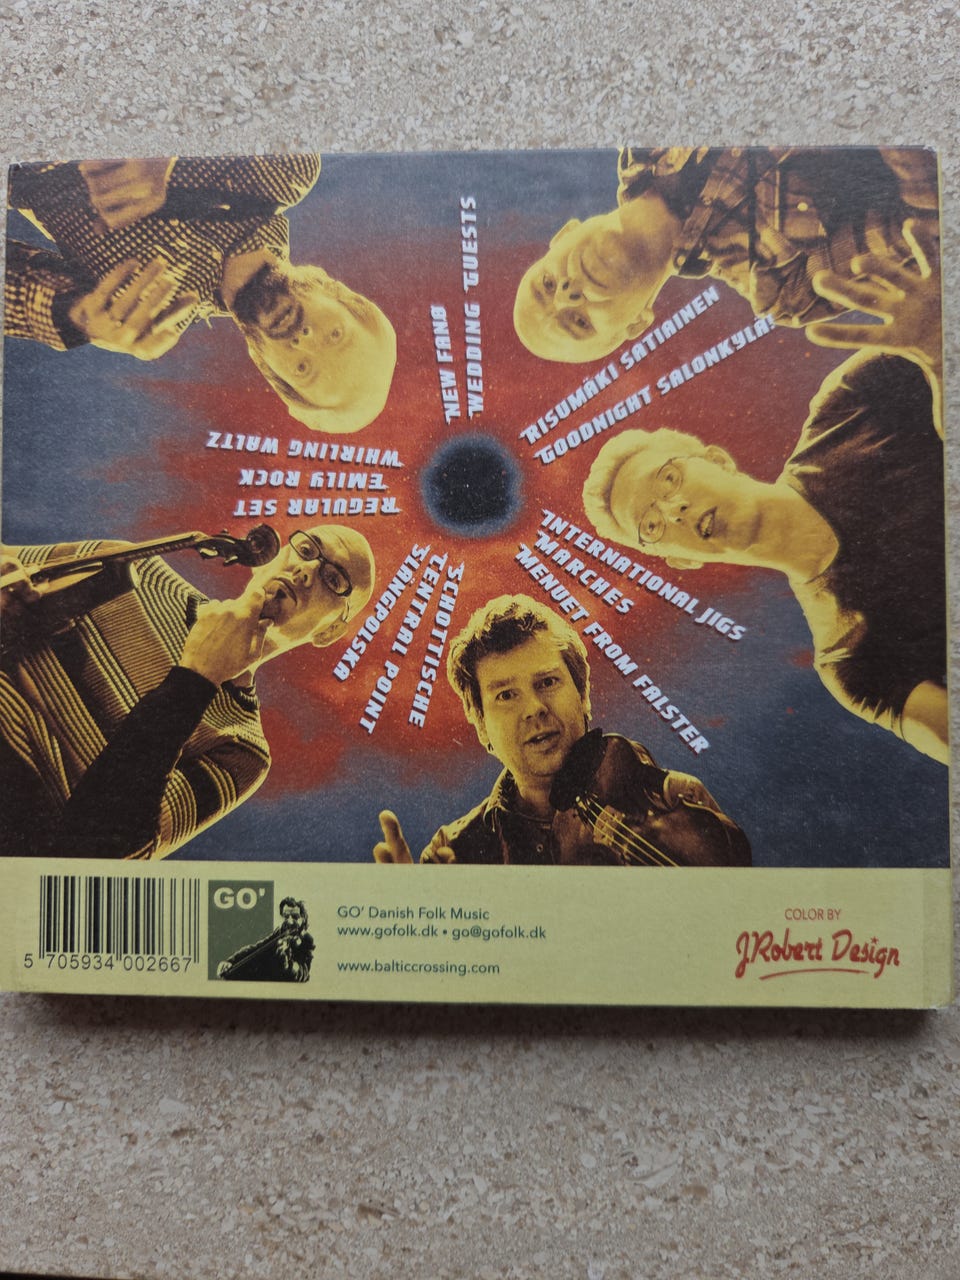 NEW FANØ
WEDDING GUESTS
RISUMÄKI SATIAINEN
GOODNIGHT SALONKYLÄ!
INTERNATIONAL JIGS
MARCHES
MENUET FROM FALSTER
SCHOTTISCHE
CENTRAL POINT
SLÄNGPOLSKA
REGULAR SET
EMILY ROCK
WHIRLING WALTZ
5 705934 002667
GO'
GO' Danish Folk Music
www.gofolk.dk • go@gofolk.dk
www.balticcrossing.com
COLOR BY
J'Robert Design